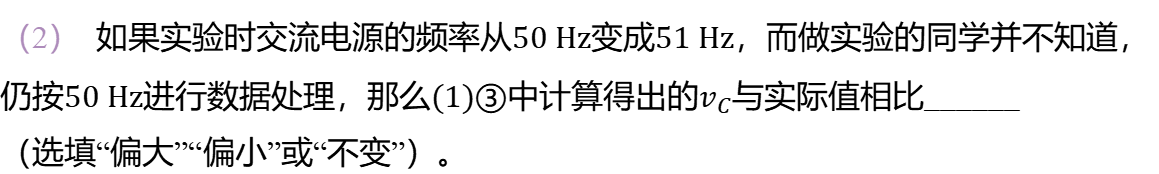 （2） 如果实验时交流电源的频率从50 Hz变成51 Hz，而做实验的同学并不知道，
仍按50 Hz进行数据处理，那么(1)③中计算得出的v_C与实际值相比______
（选填“偏大”“偏小”或“不变”）。